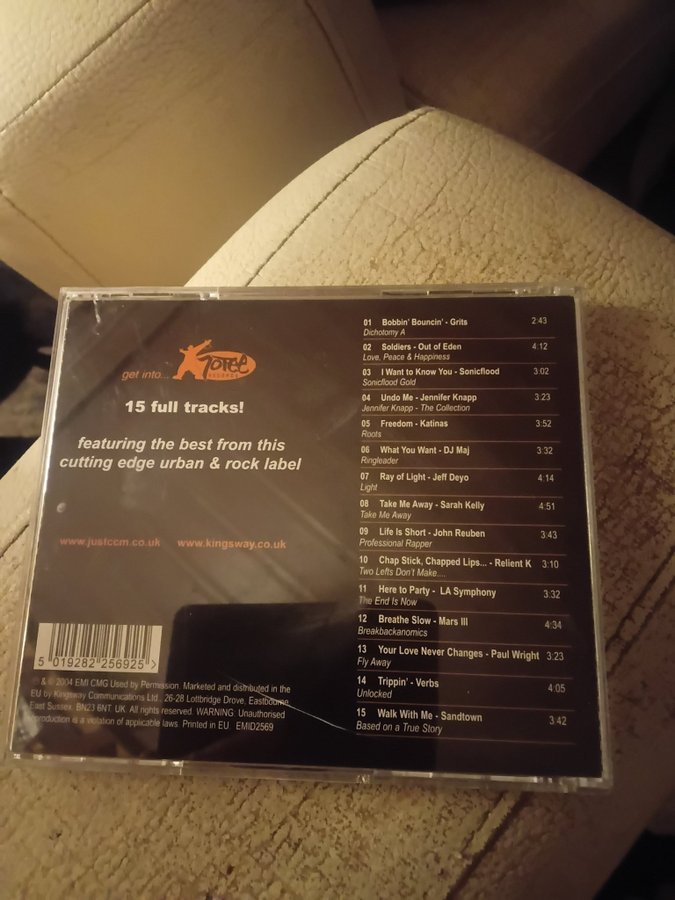 get into...
GOTEE
RECORDS
15 full tracks!
featuring the best from this
cutting edge urban & rock label
www.justccm.co.uk www.kingsway.co.uk
5 019282 256925 >
℗ & © 2004 EMI CMG Used by Permission. Marketed and distributed in the
EU by Kingsway Communications Ltd., 26-28 Lottbridge Drove, Eastbourne,
East Sussex. BN23 6NT. UK. All rights reserved. WARNING: Unauthorised
reproduction is a violation of applicable laws. Printed in EU EMID2569
01 Bobbin' Bouncin' - Grits 2:43
Dichotomy A
02 Soldiers - Out of Eden 4:12
Love, Peace & Happiness
03 I Want to Know You - Sonicflood 3:02
Sonicflood Gold
04 Undo Me - Jennifer Knapp 3:23
Jennifer Knapp - The Collection
05 Freedom - Katinas 3:52
Roots
06 What You Want - DJ Maj 3:32
Ringleader
07 Ray of Light - Jeff Deyo 4:14
Light
08 Take Me Away - Sarah Kelly 4:51
Take Me Away
09 Life Is Short - John Reuben 3:43
Professional Rapper
10 Chap Stick, Chapped Lips... - Relient K 3:10
Two Lefts Don't Make....
11 Here to Party - LA Symphony 3:32
The End Is Now
12 Breathe Slow - Mars Ill 4:34
Breakbackanomics
13 Your Love Never Changes - Paul Wright 3:23
Fly Away
14 Trippin' - Verbs 4:05
Unlocked
15 Walk With Me - Sandtown 3:42
Based on a True Story